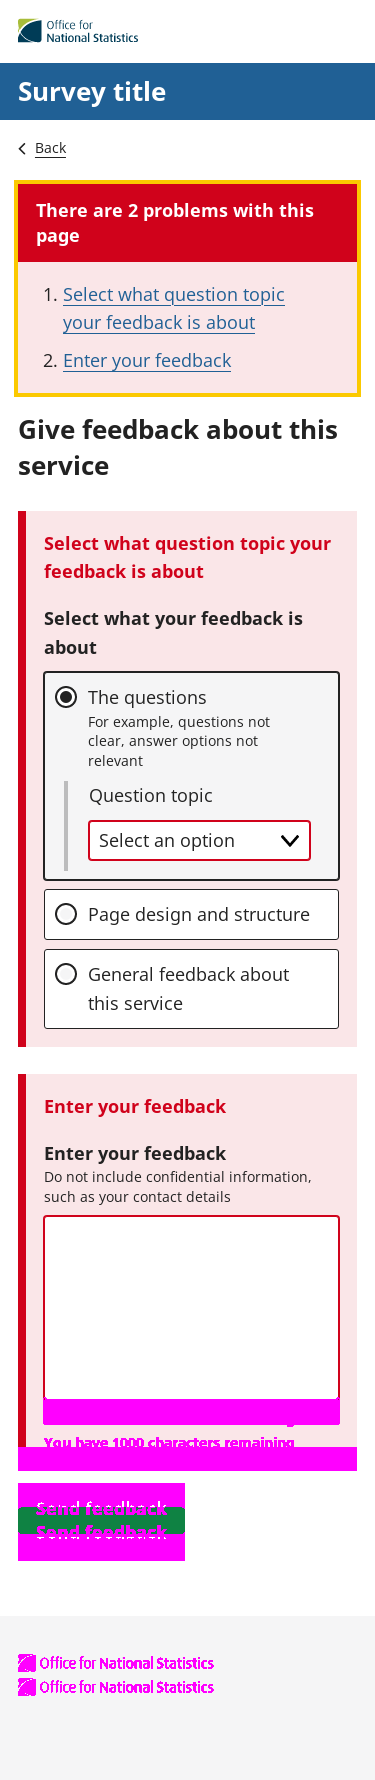 Office for
National Statistics
Survey title
Back
There are 2 problems with this
page
1. Select what question topic
your feedback is about
2. Enter your feedback
Give feedback about this
service
Select what question topic your
feedback is about
Select what your feedback is
about
The questions
For example, questions not
clear, answer options not
relevant
Question topic
Select an option
Page design and structure
General feedback about
this service
Enter your feedback
Enter your feedback
Do not include confidential information,
such as your contact details
You have 1000 characters remaining
Send feedback
Send feedback
Office for National Statistics
Office for National Statistics